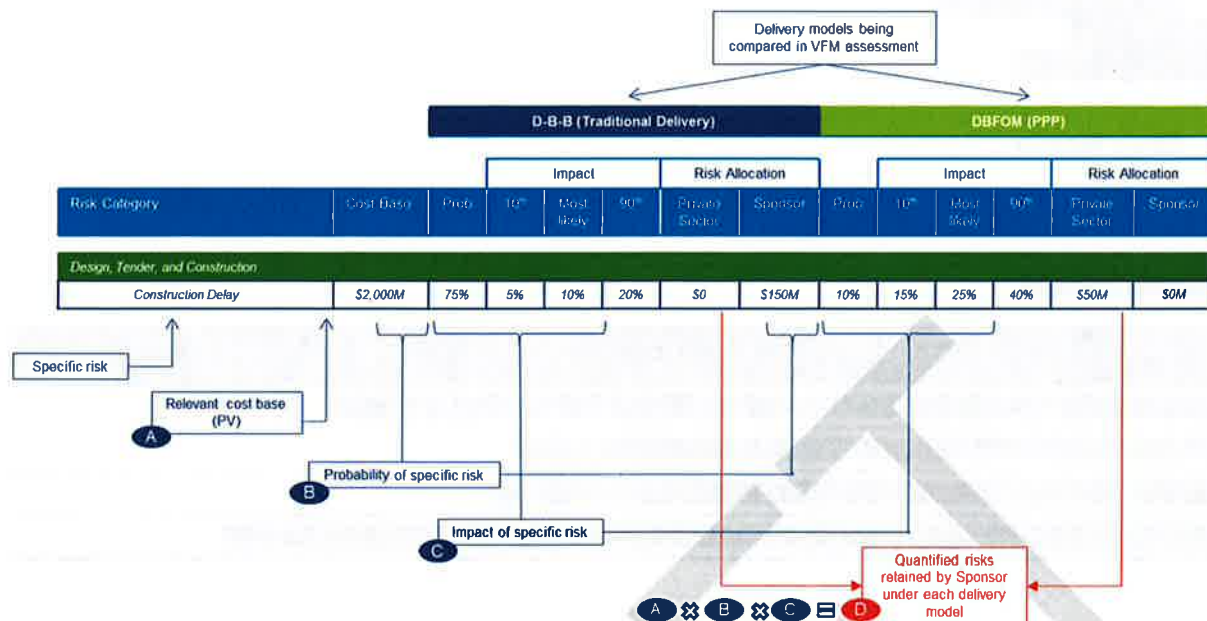 Delivery models being
compared in VFM assessment
D-B-B (Traditional Delivery)
DBFOM (PPP)
Impact
Risk Allocation
Impact
Risk Allocation
Risk Category
Cost Base
Prob.
10th
Most
likely
90th
Private
Sector
Sponsor
Prob.
10th
Most
likely
90th
Private
Sector
Sponsor
Design, Tender, and Construction
Construction Delay
$2,000M
75%
5%
10%
20%
$0
$150M
10%
15%
25%
40%
$50M
$0M
Specific risk
Relevant cost base
(PV)
A
Probability of specific risk
B
Impact of specific risk
C
Quantified risks
retained by Sponsor
under each delivery
model
A × B × C = D